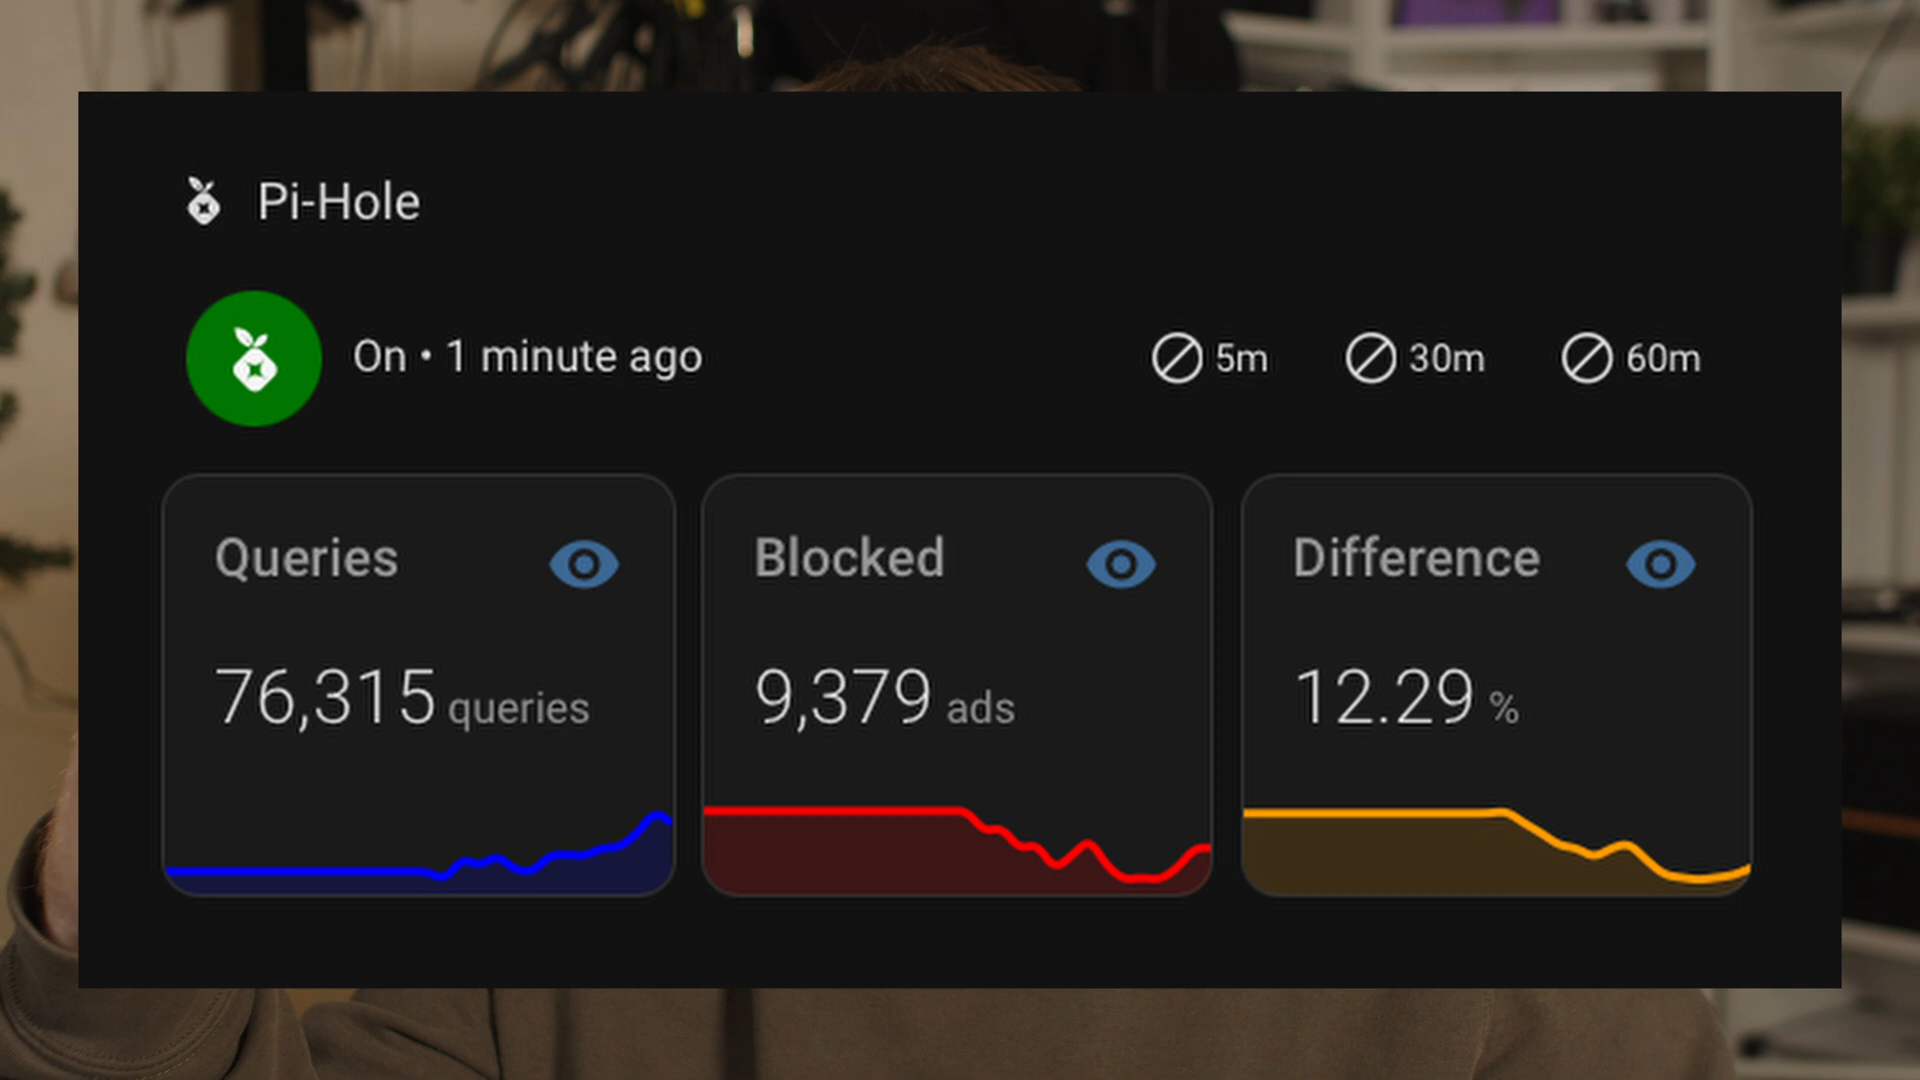 Pi-Hole
On • 1 minute ago
5m 30m 60m
Queries
76,315 queries
Blocked
9,379 ads
Difference
12.29 %